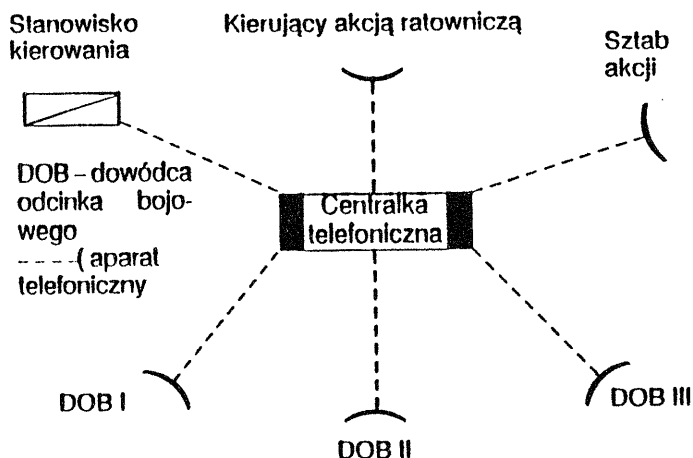 Stanowisko
kierowania
Kierujący akcją ratowniczą
Sztab
akcji
DOB – dowódca
odcinka bojo-
wego
- - - - -( aparat
telefoniczny
Centralka
telefoniczna
DOB I
DOB II
DOB III